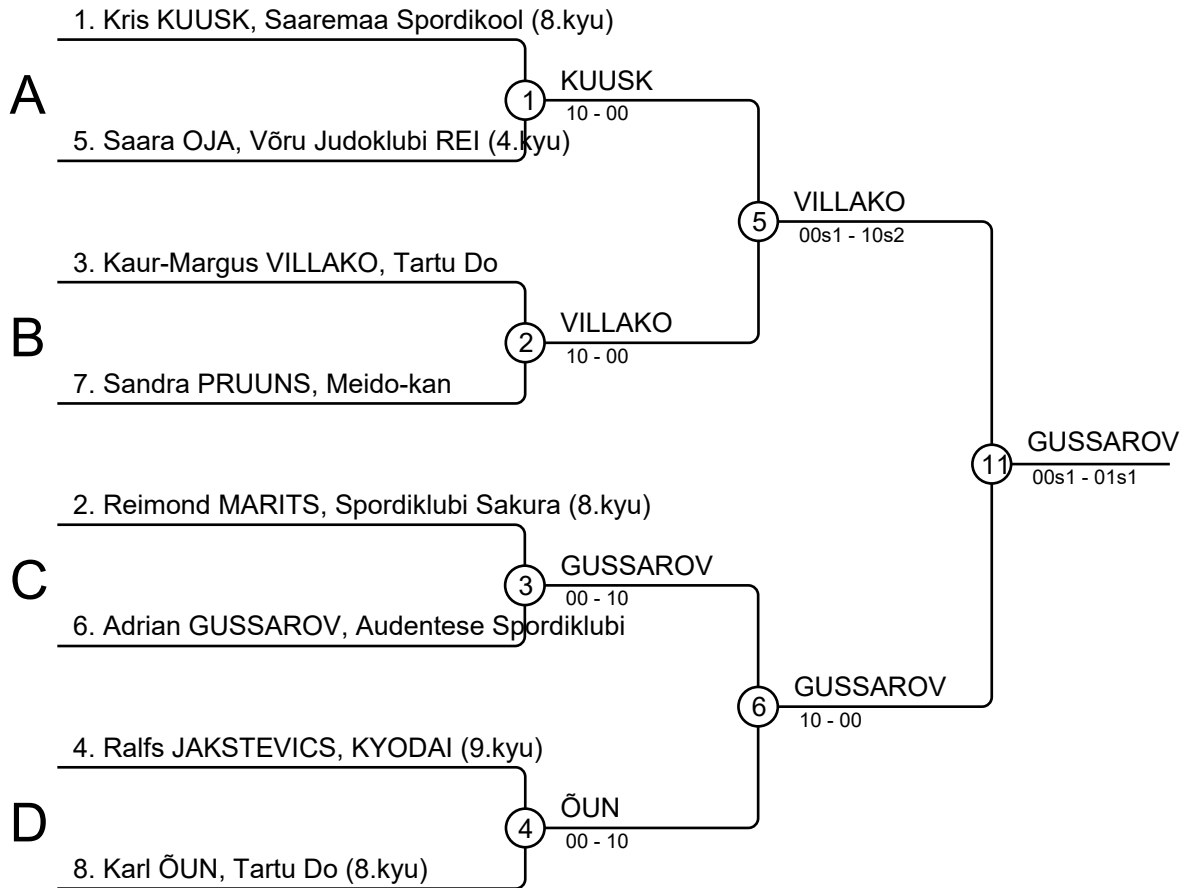 1. Kris KUUSK, Saaremaa Spordikool (8.kyu)
A
1
KUUSK
10 - 00
5. Saara OJA, Võru Judoklubi REI (4.kyu)
5
VILLAKO
00s1 - 10s2
3. Kaur-Margus VILLAKO, Tartu Do
B
2
VILLAKO
10 - 00
7. Sandra PRUUNS, Meido-kan
11
GUSSAROV
00s1 - 01s1
2. Reimond MARITS, Spordiklubi Sakura (8.kyu)
C
3
GUSSAROV
00 - 10
6. Adrian GUSSAROV, Audentese Spordiklubi
6
GUSSAROV
10 - 00
4. Ralfs JAKSTEVICS, KYODAI (9.kyu)
D
4
ÕUN
00 - 10
8. Karl ÕUN, Tartu Do (8.kyu)